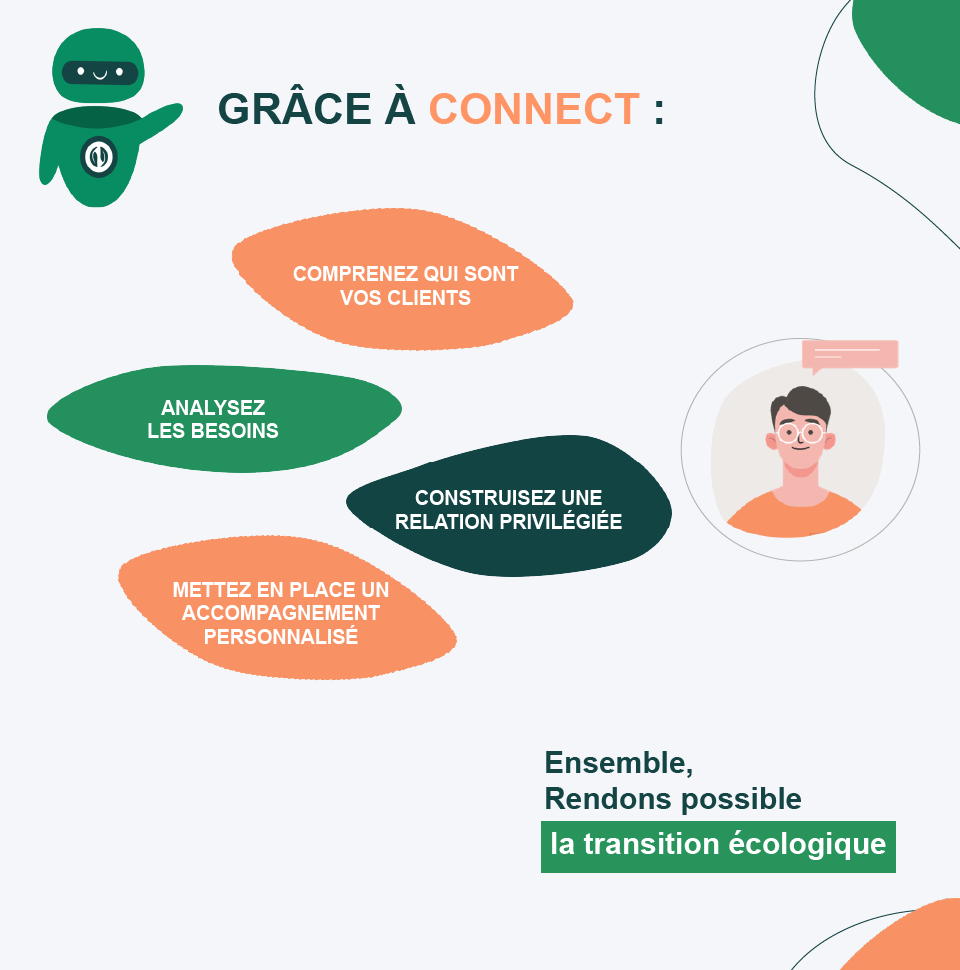 GRÂCE À CONNECT :
COMPRENEZ QUI SONT
VOS CLIENTS
ANALYSEZ
LES BESOINS
CONSTRUISEZ UNE
RELATION PRIVILÉGIÉE
METTEZ EN PLACE UN
ACCOMPAGNEMENT
PERSONNALISÉ
Ensemble,
Rendons possible
la transition écologique